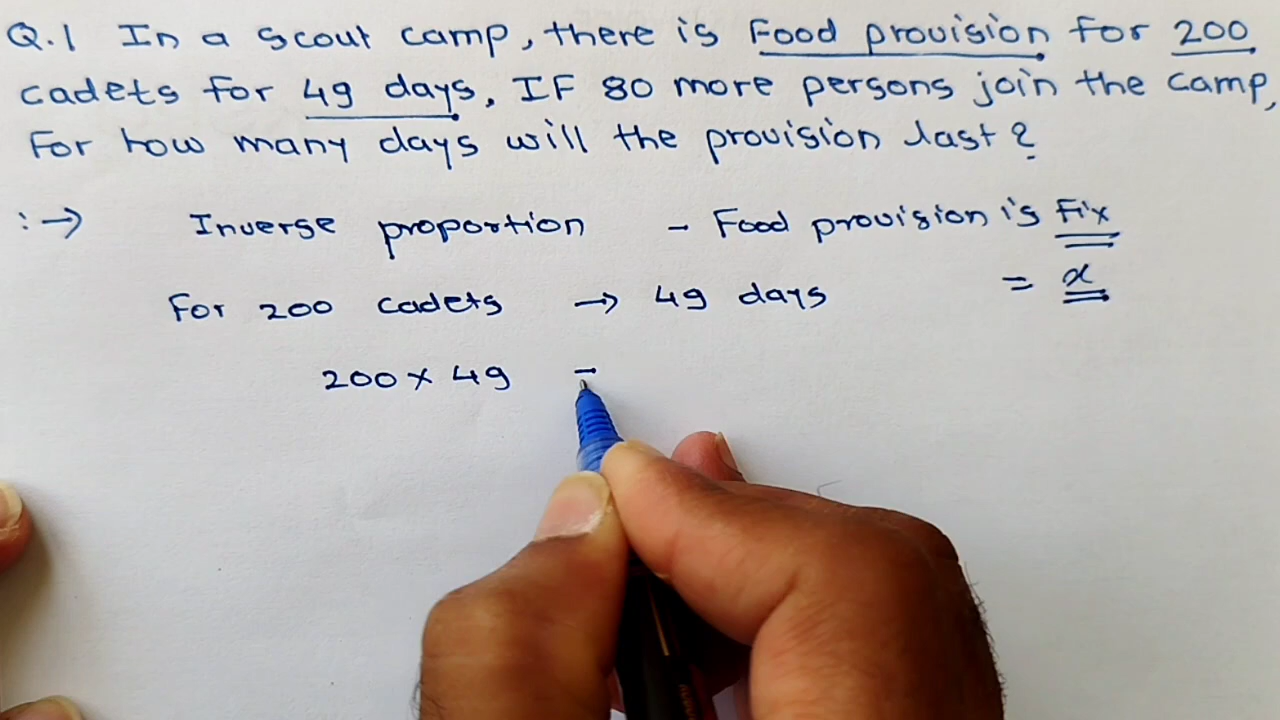 Q.1 In a scout camp, there is Food provision for 200
cadets for 49 days, IF 80 more persons join the camp,
For how many days will the provision last?
:→ Inverse proportion - Food provision is Fix
For 200 cadets → 49 days = x
200 × 49 =